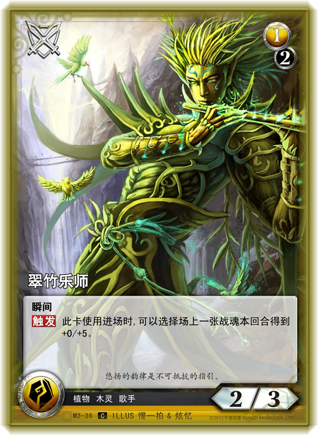 1
2
翠竹乐师
瞬间
触发 此卡使用进场时,可以选择场上一张战魂本回合得到
+0/+5。
悠扬的韵律是不可抵抗的指引。
植物 木灵 歌手
2/3
M2-36 C ILLUS 慢一拍 & 炫忆